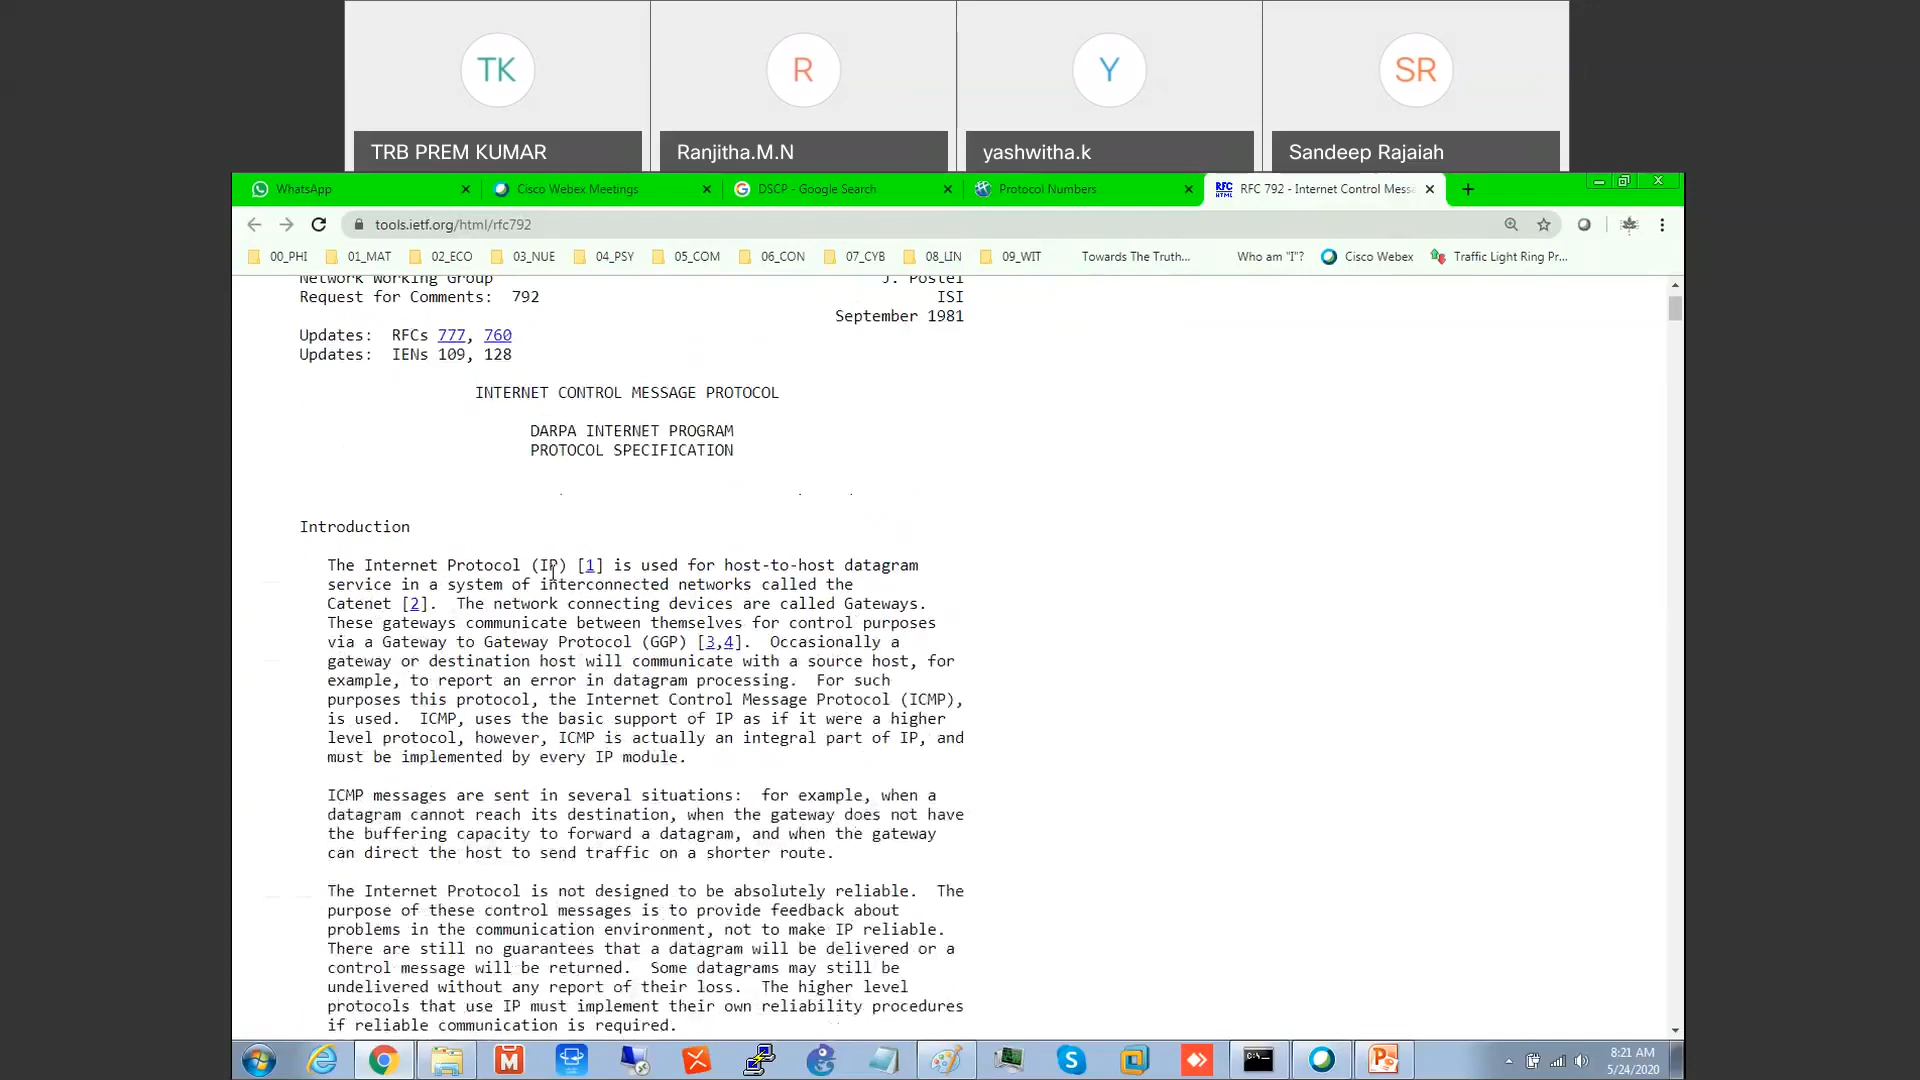 TK
R
Y
SR
TRB PREM KUMAR
Ranjitha.M.N
yashwitha.k
Sandeep Rajaiah
WhatsApp
Cisco Webex Meetings
DSCP - Google Search
Protocol Numbers
RFC HTML
RFC 792 - Internet Control Mess
tools.ietf.org/html/rfc792
00_PHI
01_MAT
02_ECO
03_NUE
04_PSY
05_COM
06_CON
07_CYB
08_LIN
09_WIT
Towards The Truth...
Who am "I"?
Cisco Webex
Traffic Light Ring Pr...
Network Working Group J. Postel
Request for Comments: 792 ISI
September 1981
Updates: RFCs 777, 760
Updates: IENs 109, 128
INTERNET CONTROL MESSAGE PROTOCOL
DARPA INTERNET PROGRAM
PROTOCOL SPECIFICATION
Introduction
The Internet Protocol (IP) [1] is used for host-to-host datagram
service in a system of interconnected networks called the
Catenet [2]. The network connecting devices are called Gateways.
These gateways communicate between themselves for control purposes
via a Gateway to Gateway Protocol (GGP) [3,4]. Occasionally a
gateway or destination host will communicate with a source host, for
example, to report an error in datagram processing. For such
purposes this protocol, the Internet Control Message Protocol (ICMP),
is used. ICMP, uses the basic support of IP as if it were a higher
level protocol, however, ICMP is actually an integral part of IP, and
must be implemented by every IP module.
ICMP messages are sent in several situations: for example, when a
datagram cannot reach its destination, when the gateway does not have
the buffering capacity to forward a datagram, and when the gateway
can direct the host to send traffic on a shorter route.
The Internet Protocol is not designed to be absolutely reliable. The
purpose of these control messages is to provide feedback about
problems in the communication environment, not to make IP reliable.
There are still no guarantees that a datagram will be delivered or a
control message will be returned. Some datagrams may still be
undelivered without any report of their loss. The higher level
protocols that use IP must implement their own reliability procedures
if reliable communication is required.
8:21 AM
5/24/2020